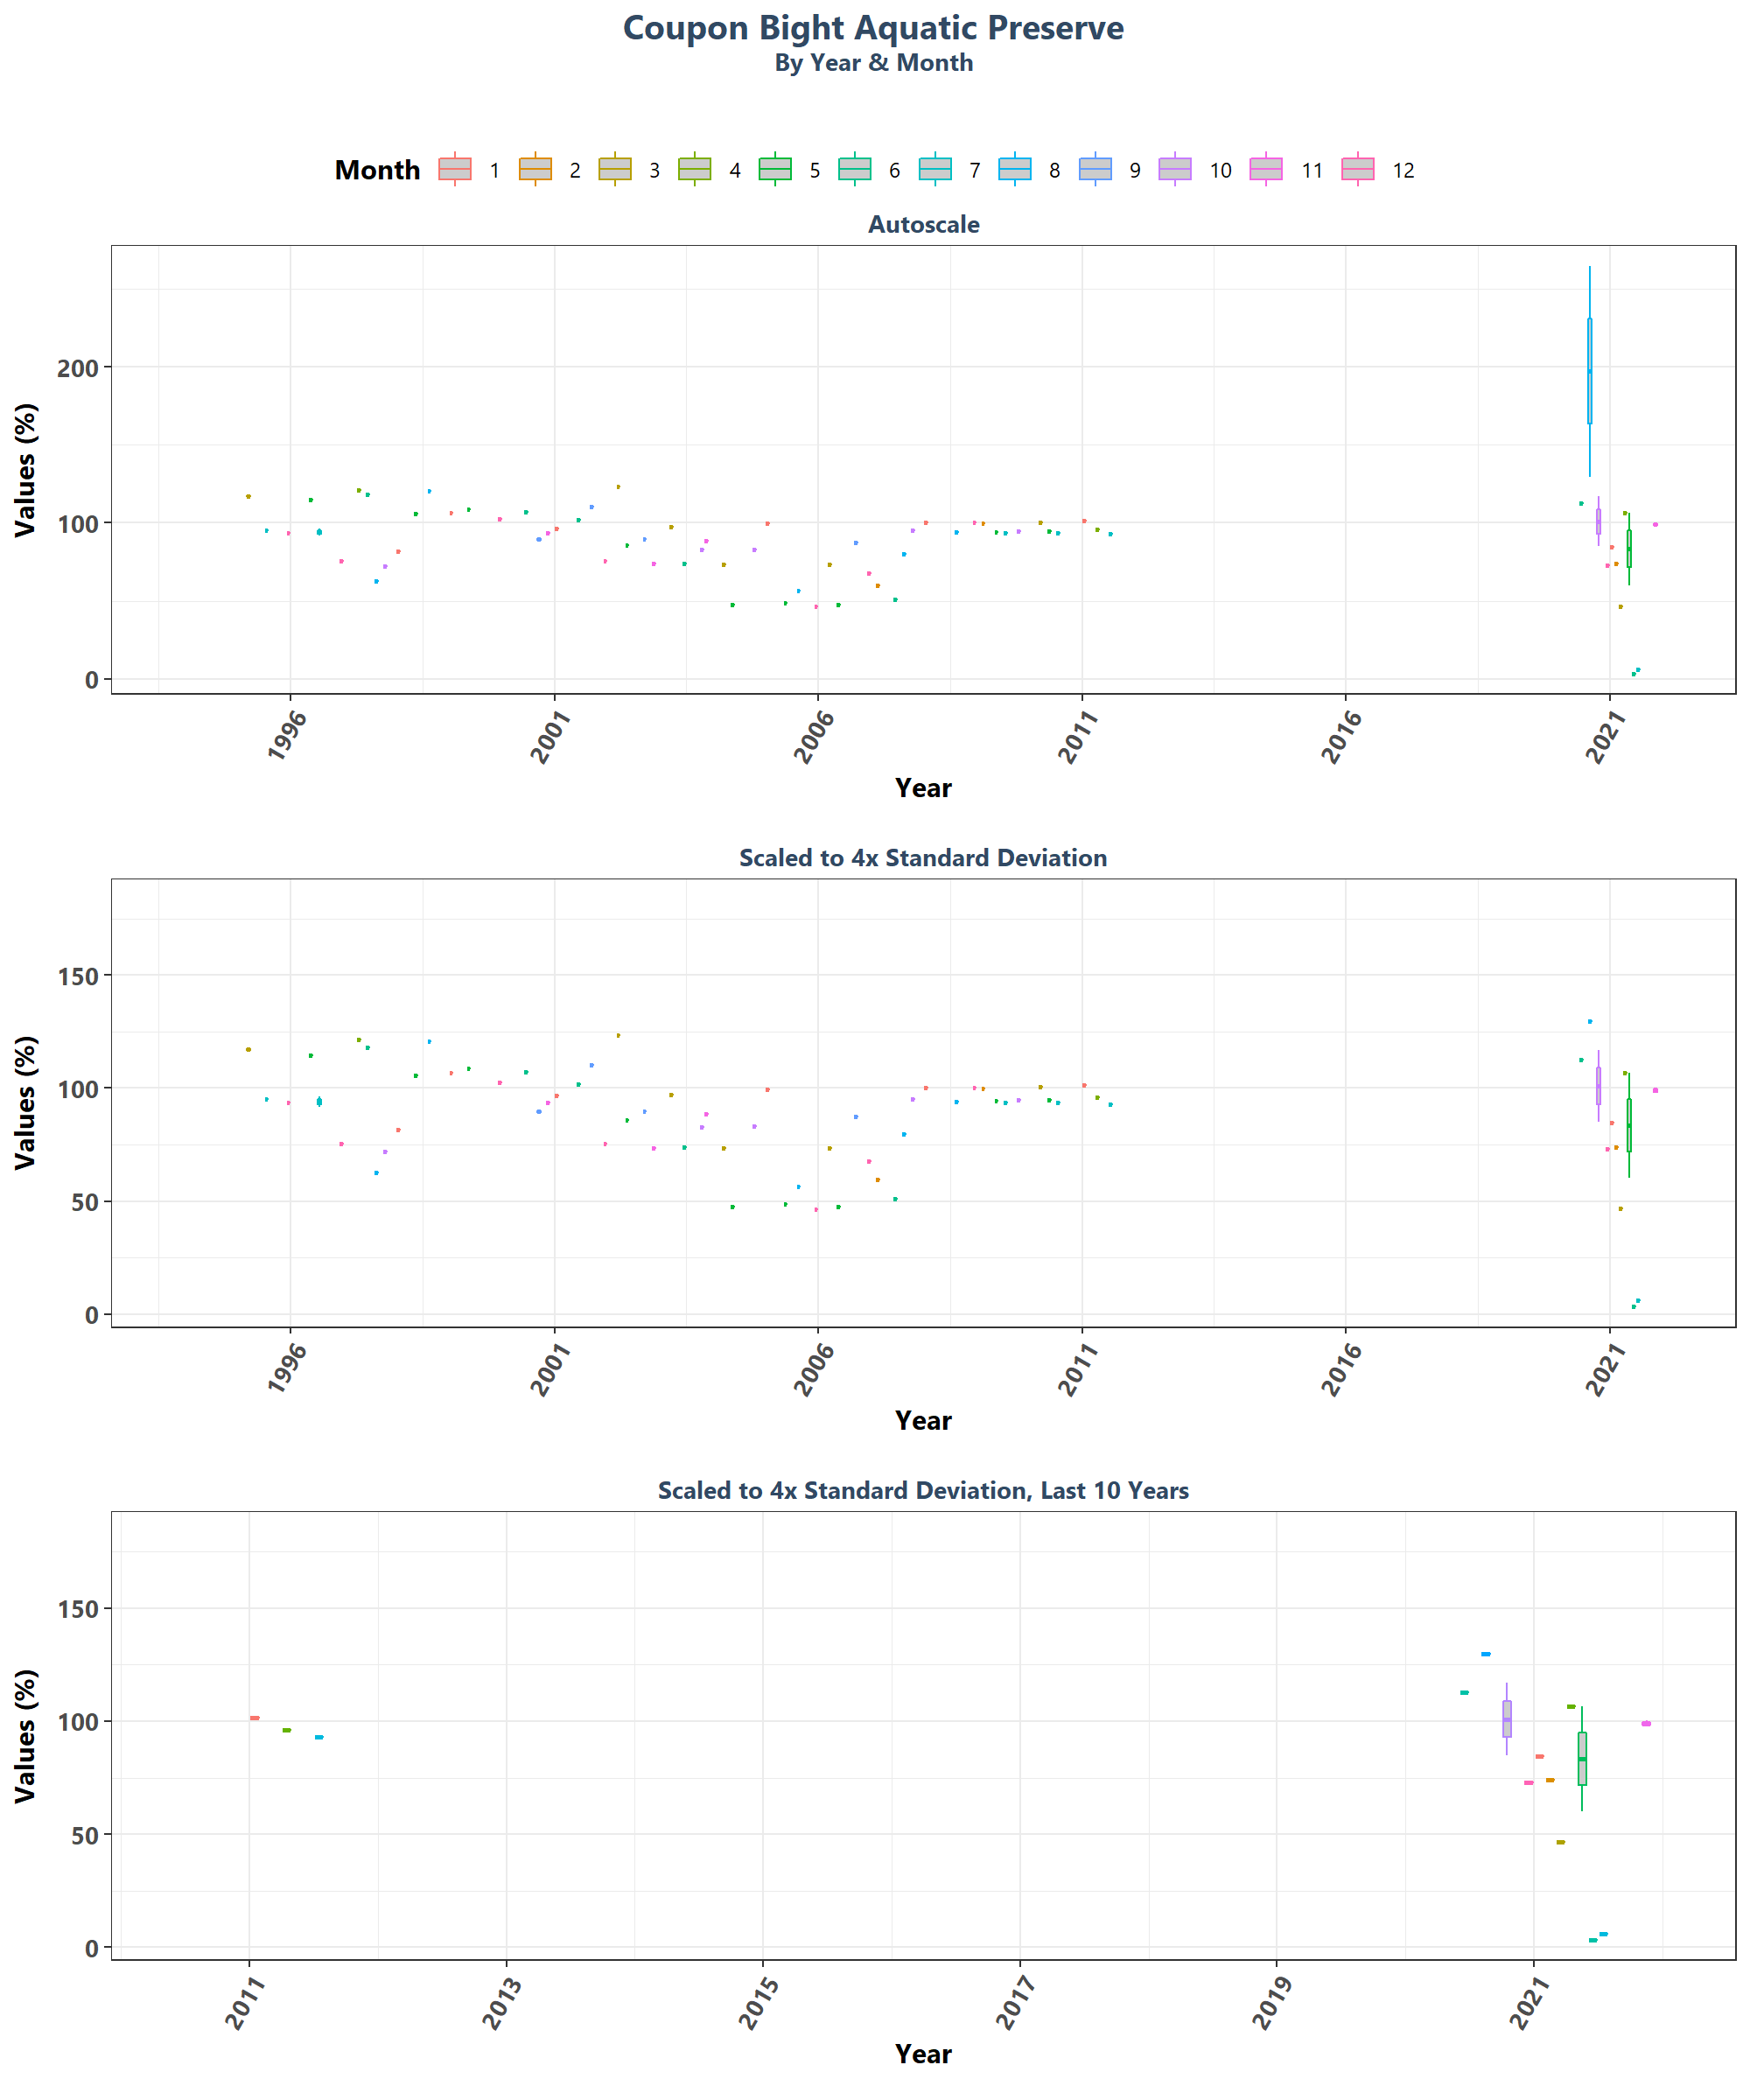 Coupon Bight Aquatic Preserve
By Year & Month
Month 1 2 3 4 5 6 7 8 9 10 11 12
Autoscale
Values (%)
200
100
0
1996 2001 2006 2011 2016 2021
Year
Scaled to 4x Standard Deviation
Values (%)
150
100
50
0
1996 2001 2006 2011 2016 2021
Year
Scaled to 4x Standard Deviation, Last 10 Years
Values (%)
150
100
50
0
2011 2013 2015 2017 2019 2021
Year